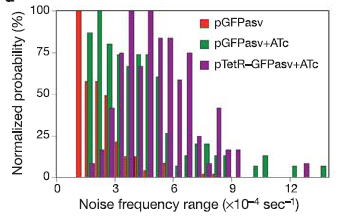 100
75
50
25
0
Normalized probability (%)
pGFPasv
pGFPasv+ATc
pTetR–GFPasv+ATc
0 3 6 9 12
Noise frequency range (×10⁻⁴ sec⁻¹)